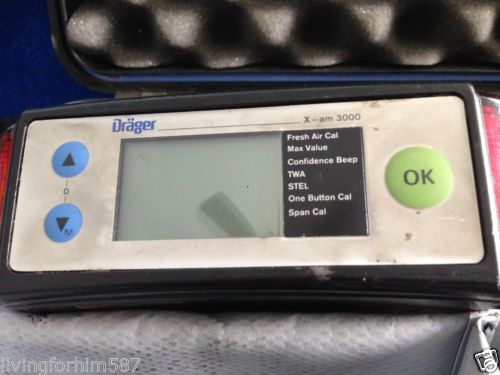 Dräger
X-am 3000
Fresh Air Cal
Max Value
Confidence Beep
TWA
STEL
One Button Cal
Span Cal
OK
0
M
livingforhim587